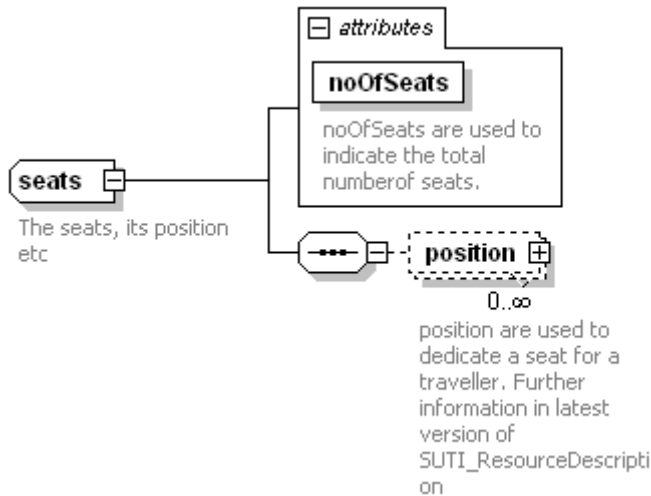 attributes
noOfSeats
noOfSeats are used to
indicate the total
numberof seats.
seats
The seats, its position
etc
position
0..∞
position are used to
dedicate a seat for a
traveller. Further
information in latest
version of
SUTI_ResourceDescripti
on